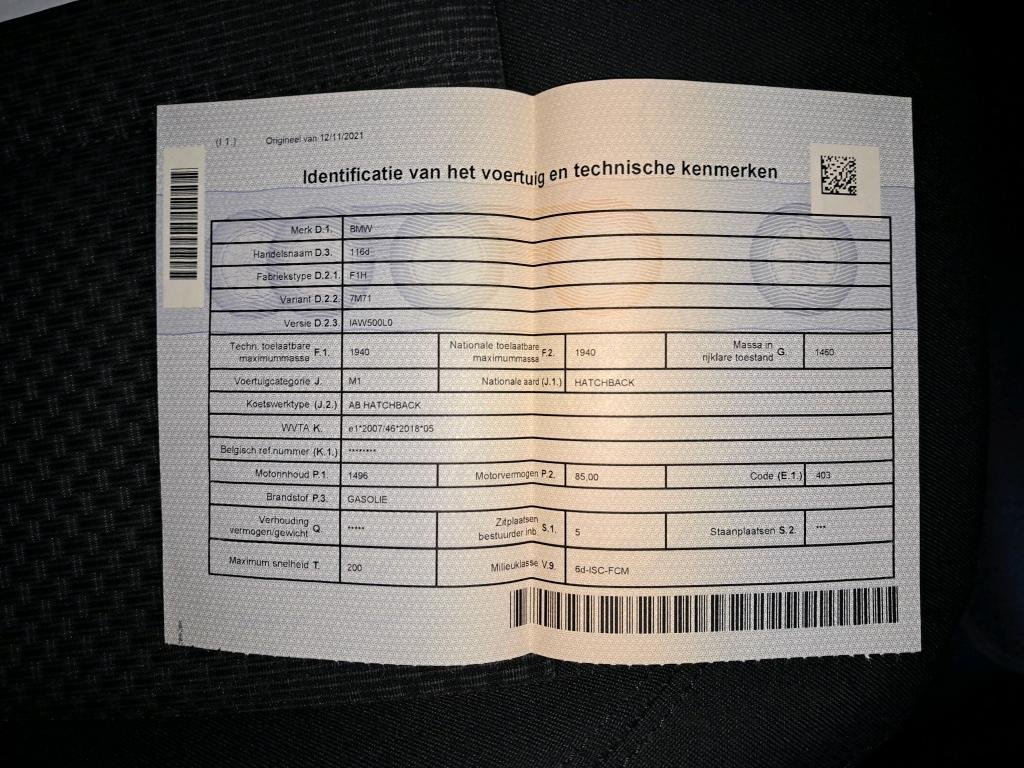 (I 1.) Origineel van 12/11/2021
Identificatie van het voertuig en technische kenmerken
Merk D.1. BMW
Handelsnaam D.3. 116d
Fabriekstype D.2.1. F1H
Variant D.2.2. 7M71
Versie D.2.3. IAW500L0
Techn. toelaatbare maximummassa F.1. 1940 Nationale toelaatbare maximummassa F.2. 1940 Massa in rijklare toestand G. 1460
Voertuigcategorie J. M1 Nationale aard (J.1.) HATCHBACK
Koetswerktype (J.2.) AB HATCHBACK
WVTA K. e1*2007/46*2018*05
Belgisch ref.nummer (K.1.) ********
Motorinhoud P.1. 1496 Motorvermogen P.2. 85,00 Code (E.1.) 403
Brandstof P.3. GASOLIE
Verhouding vermogen/gewicht Q. ***** Zitplaatsen bestuurder inb. S.1. 5 Staanplaatsen S.2. ***
Maximum snelheid T. 200 Milieuklasse V.9. 6d-ISC-FCM